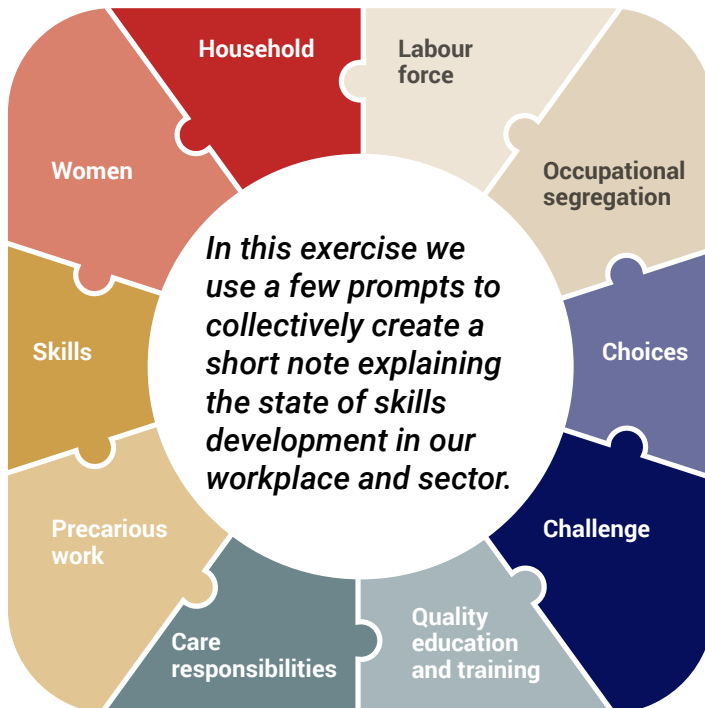 Household
Labour
force
Women
Occupational
segregation
In this exercise we
use a few prompts to
collectively create a
short note explaining
the state of skills
development in our
workplace and sector.
Skills
Choices
Precarious
work
Challenge
Care
responsibilities
Quality
education
and training